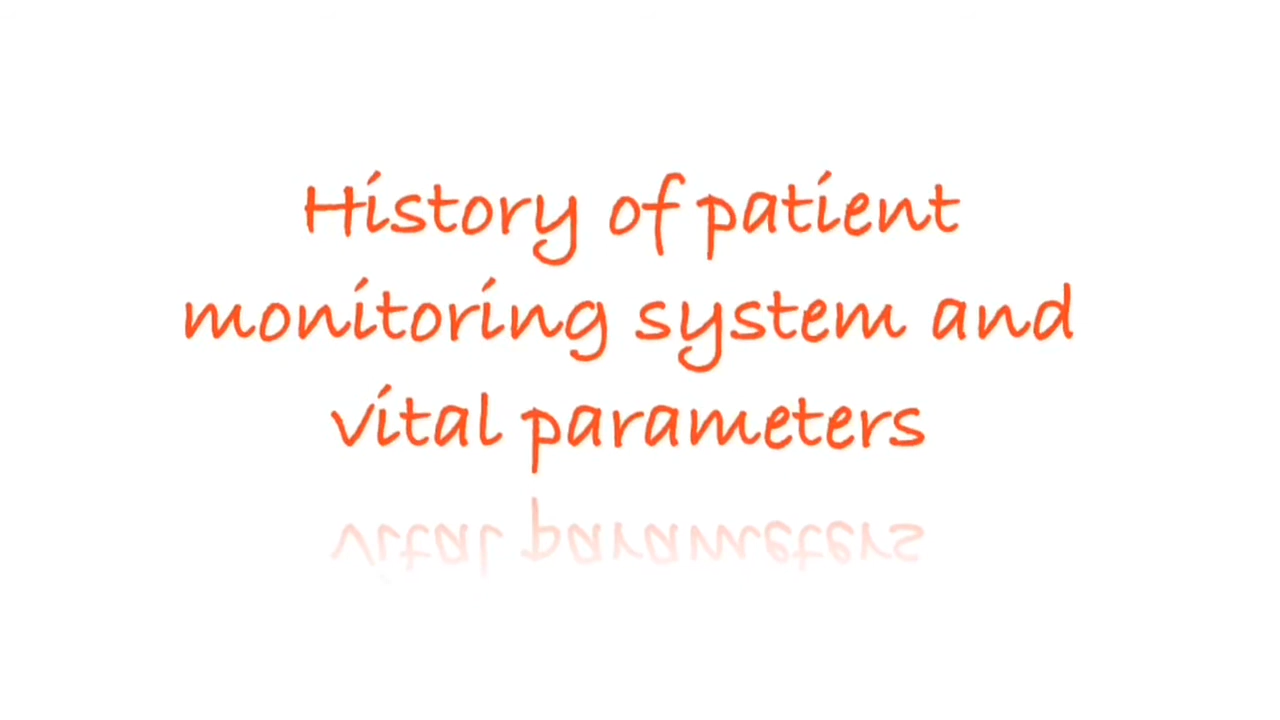 History of patient
monitoring system and
vital parameters